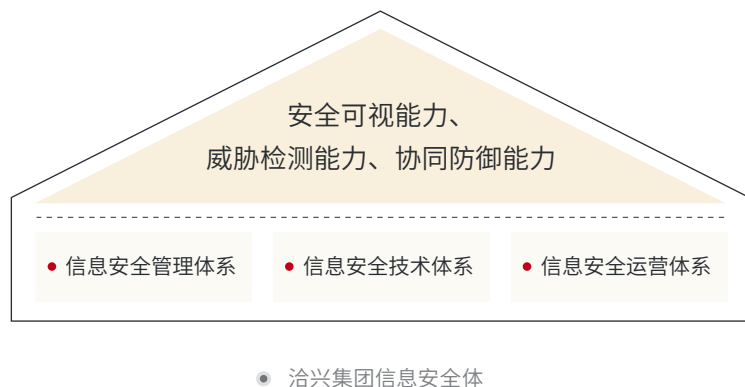 安全可视能力、
威胁检测能力、协同防御能力
信息安全管理体系
信息安全技术体系
信息安全运营体系
洽兴集团信息安全体